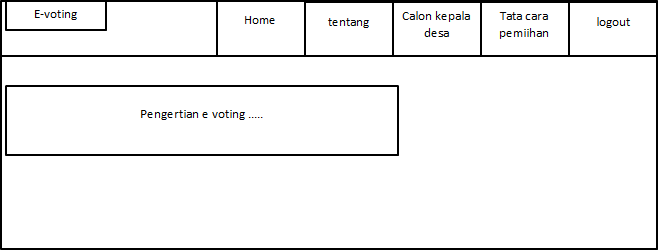 E-voting
Home
tentang
Calon kepala
desa
Tata cara
pemiihan
logout
Pengertian e voting .....